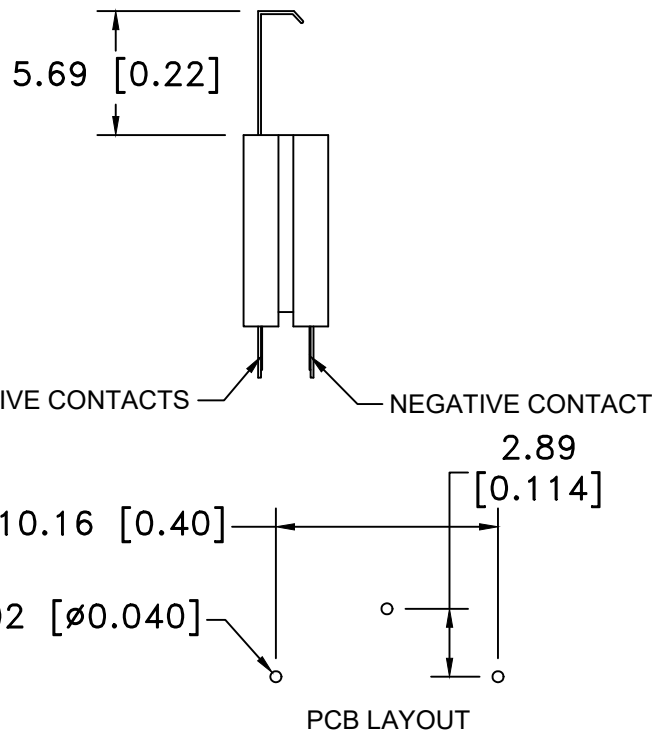 5.69 [0.22]
IVE CONTACTS
NEGATIVE CONTACT
2.89
[0.114]
10.16 [0.40]
02 [ø0.040]
PCB LAYOUT